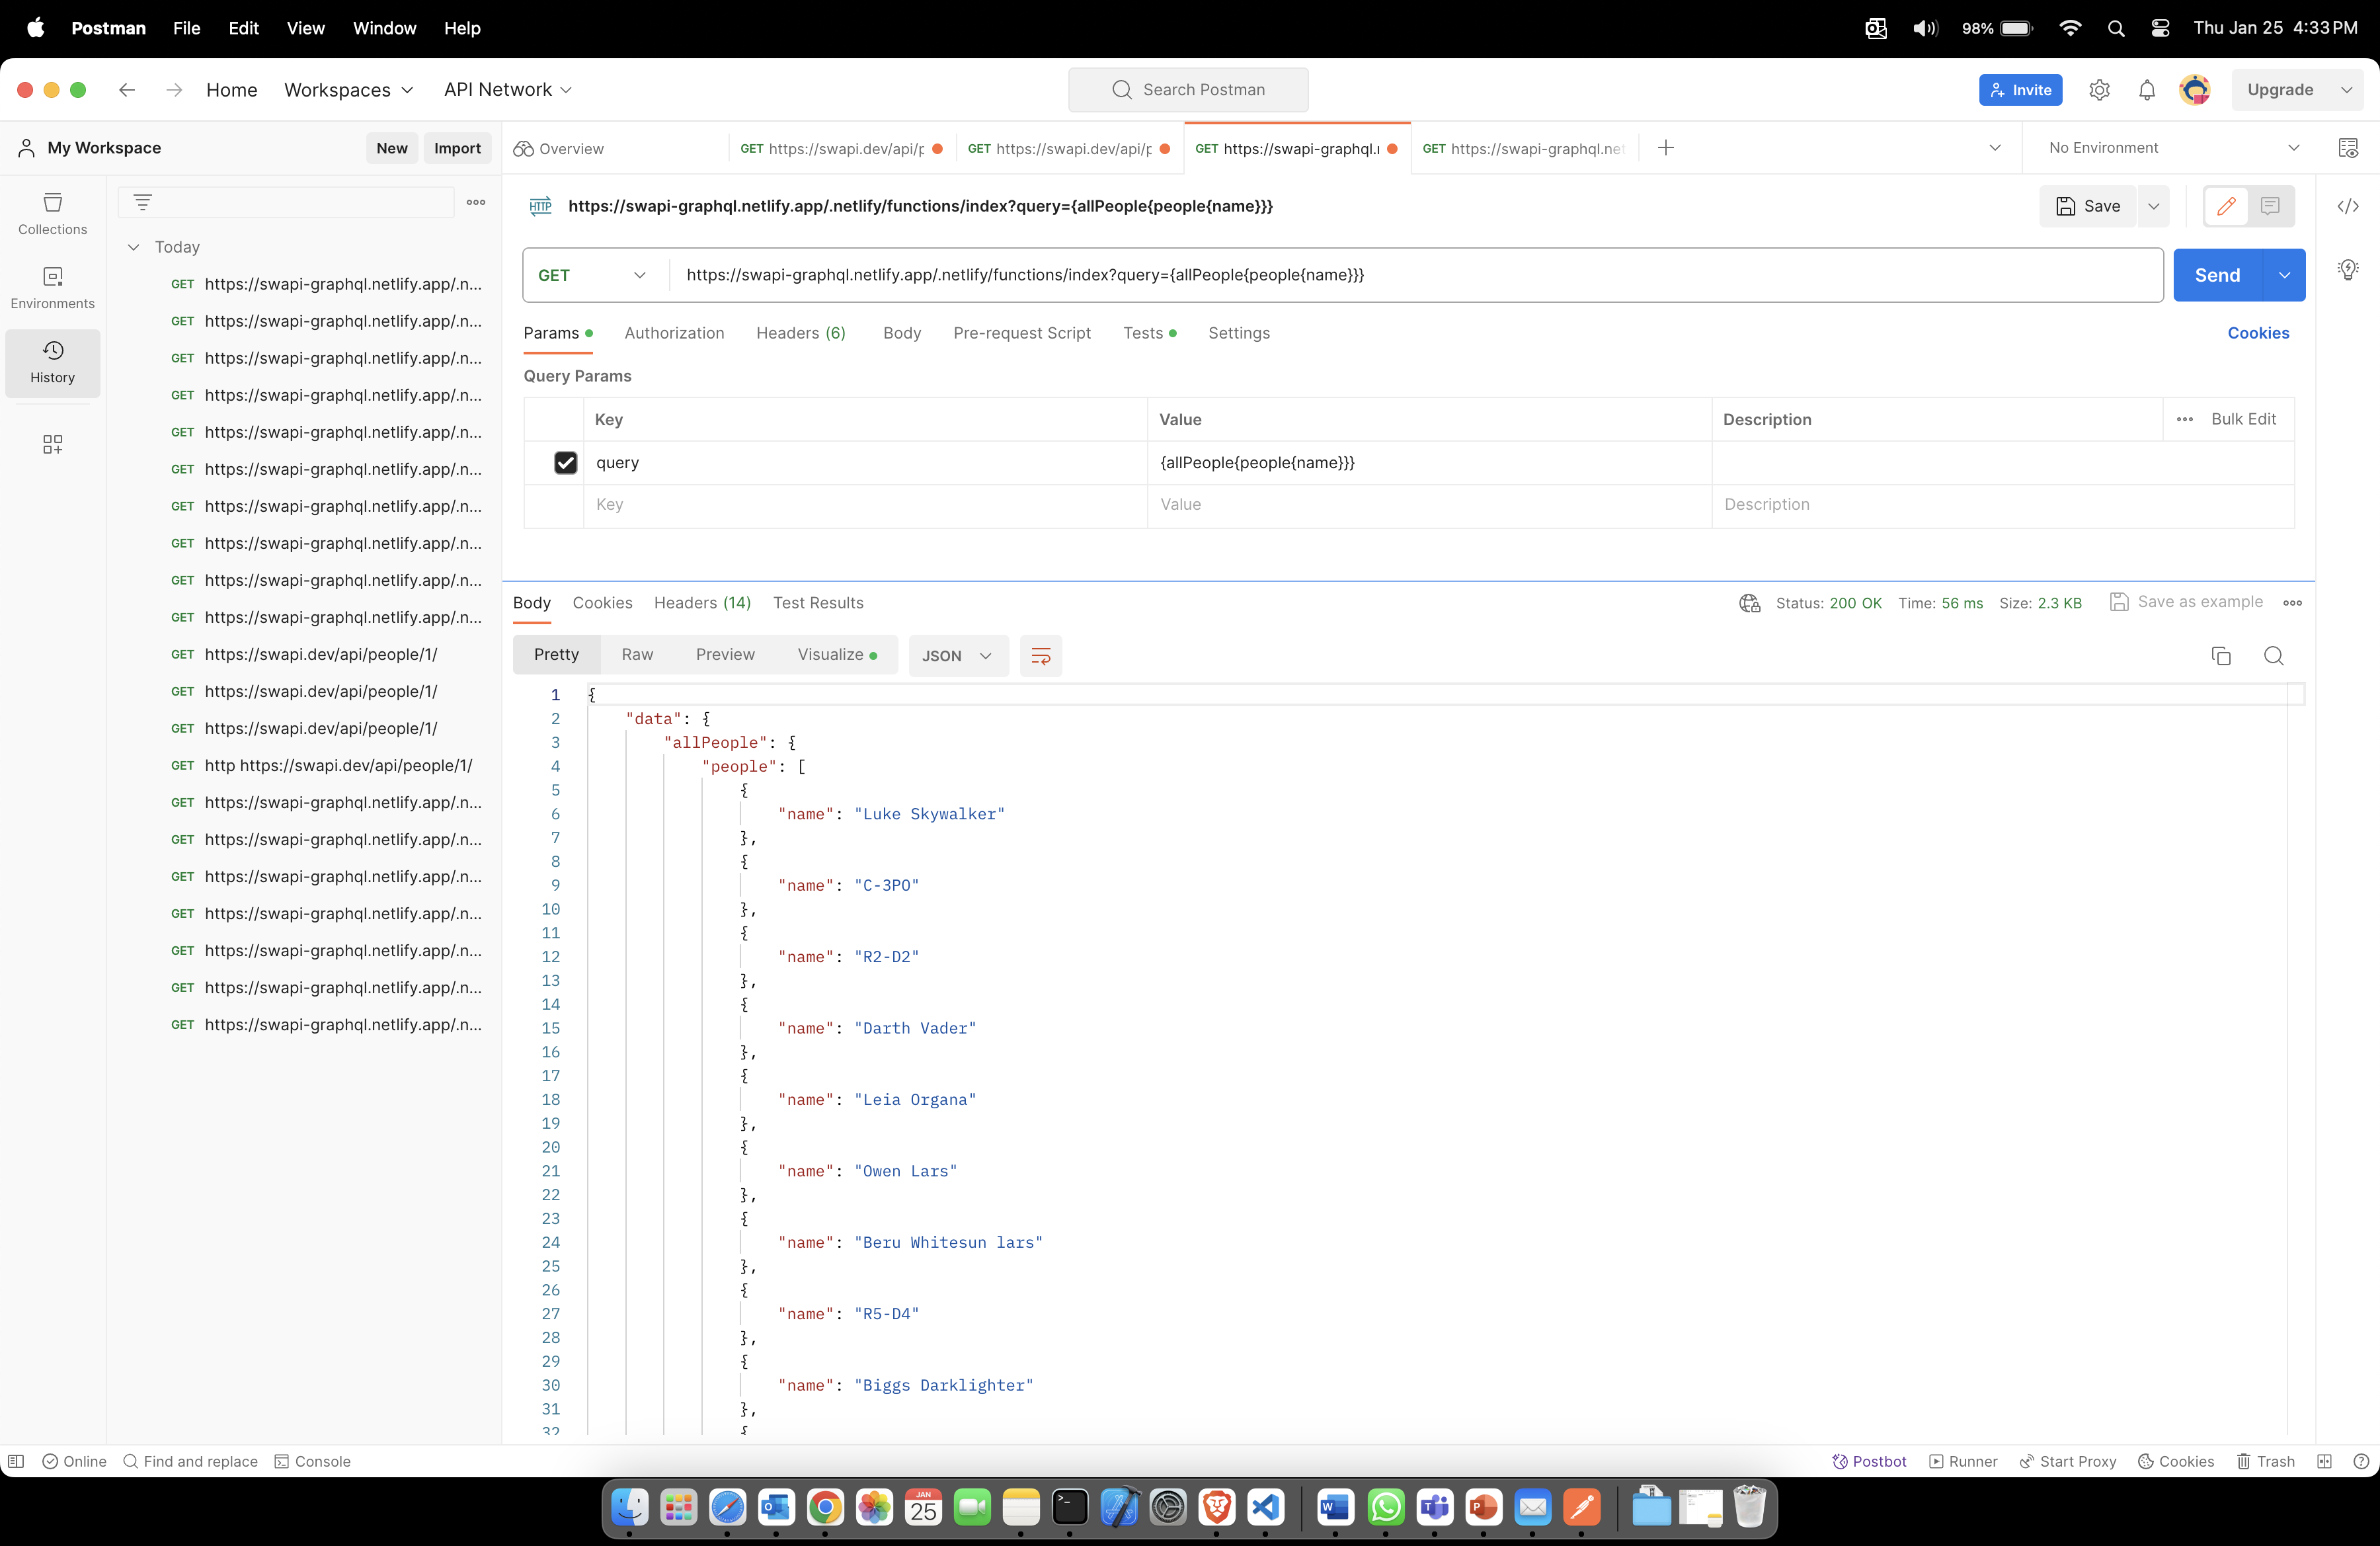 Postman File Edit View Window Help
98% Thu Jan 25 4:33 PM
Home Workspaces API Network
Search Postman
Invite
Upgrade
My Workspace
New Import
Overview
GET https://swapi.dev/api/p
GET https://swapi.dev/api/p
GET https://swapi-graphql.r
GET https://swapi-graphql.net
No Environment
Collections
Environments
History
Today
GET https://swapi-graphql.netlify.app/.n...
GET https://swapi-graphql.netlify.app/.n...
GET https://swapi-graphql.netlify.app/.n...
GET https://swapi-graphql.netlify.app/.n...
GET https://swapi-graphql.netlify.app/.n...
GET https://swapi-graphql.netlify.app/.n...
GET https://swapi-graphql.netlify.app/.n...
GET https://swapi-graphql.netlify.app/.n...
GET https://swapi-graphql.netlify.app/.n...
GET https://swapi-graphql.netlify.app/.n...
GET https://swapi.dev/api/people/1/
GET https://swapi.dev/api/people/1/
GET https://swapi.dev/api/people/1/
GET http https://swapi.dev/api/people/1/
GET https://swapi-graphql.netlify.app/.n...
GET https://swapi-graphql.netlify.app/.n...
GET https://swapi-graphql.netlify.app/.n...
GET https://swapi-graphql.netlify.app/.n...
GET https://swapi-graphql.netlify.app/.n...
GET https://swapi-graphql.netlify.app/.n...
GET https://swapi-graphql.netlify.app/.n...
HTTP https://swapi-graphql.netlify.app/.netlify/functions/index?query={allPeople{people{name}}}
Save
GET https://swapi-graphql.netlify.app/.netlify/functions/index?query={allPeople{people{name}}}
Send
Params Authorization Headers (6) Body Pre-request Script Tests Settings
Cookies
Query Params
Key Value Description Bulk Edit
query {allPeople{people{name}}}
Key Value Description
Body Cookies Headers (14) Test Results
Status: 200 OK Time: 56 ms Size: 2.3 KB Save as example
Pretty Raw Preview Visualize JSON
1 {
2 "data": {
3 "allPeople": {
4 "people": [
5 {
6 "name": "Luke Skywalker"
7 },
8 {
9 "name": "C-3PO"
10 },
11 {
12 "name": "R2-D2"
13 },
14 {
15 "name": "Darth Vader"
16 },
17 {
18 "name": "Leia Organa"
19 },
20 {
21 "name": "Owen Lars"
22 },
23 {
24 "name": "Beru Whitesun lars"
25 },
26 {
27 "name": "R5-D4"
28 },
29 {
30 "name": "Biggs Darklighter"
31 },
32 {
Online Find and replace Console
Postbot Runner Start Proxy Cookies Trash
JAN
25